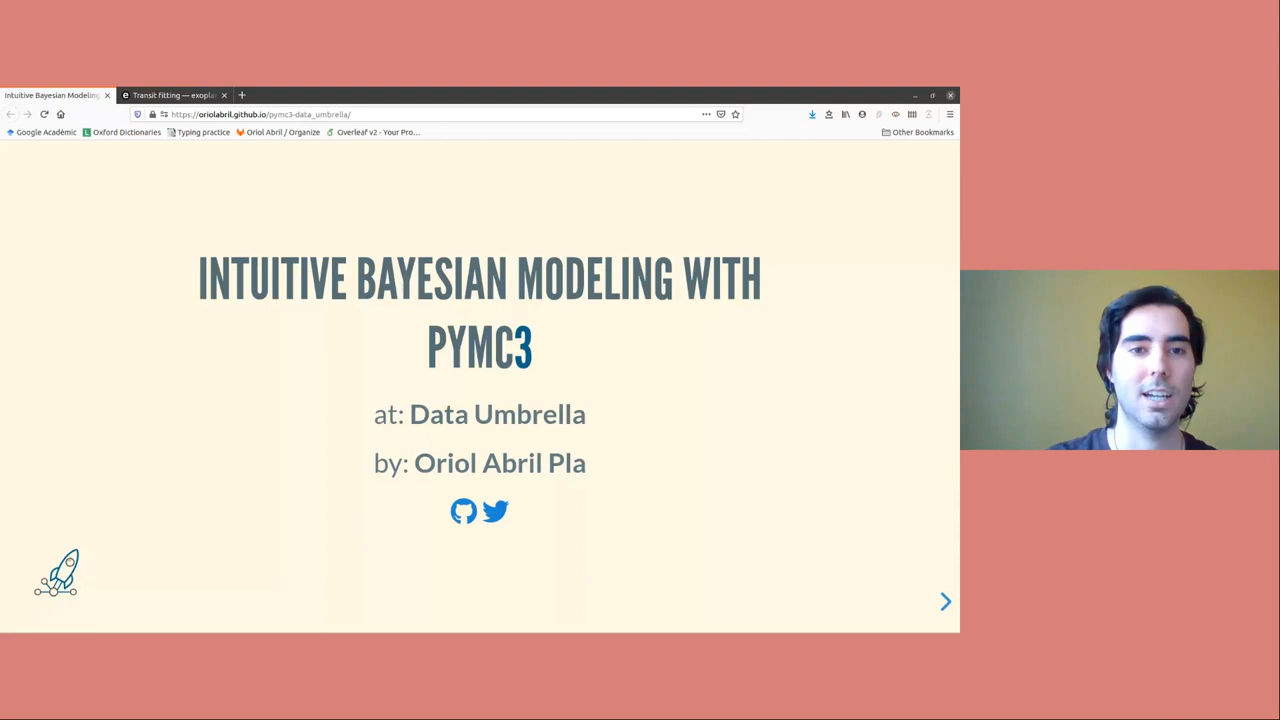 Intuitive Bayesian Modeling
Transit fitting — exopla
https://oriolabril.github.io/pymc3-data_umbrella/
Google Acadèmic
Oxford Dictionaries
Typing practice
Oriol Abril / Organize
Overleaf v2 - Your Pro…
Other Bookmarks
INTUITIVE BAYESIAN MODELING WITH
PYMC3
at: Data Umbrella
by: Oriol Abril Pla